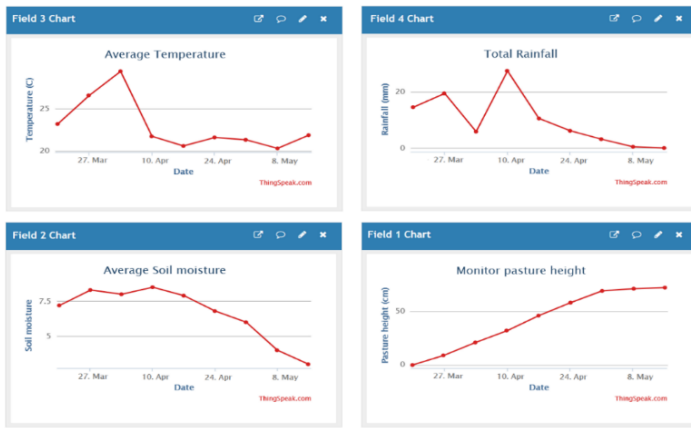 Field 3 Chart
Average Temperature
Temperature (C)
25
20
27. Mar
10. Apr
24. Apr
8. May
Date
ThingSpeak.com
Field 4 Chart
Total Rainfall
Rainfall (mm)
20
0
27. Mar
10. Apr
24. Apr
8. May
Date
ThingSpeak.com
Field 2 Chart
Average Soil moisture
Soil moisture
7.5
5
27. Mar
10. Apr
24. Apr
8. May
Date
ThingSpeak.com
Field 1 Chart
Monitor pasture height
Pasture height (cm)
50
0
27. Mar
10. Apr
24. Apr
8. May
Date
ThingSpeak.com